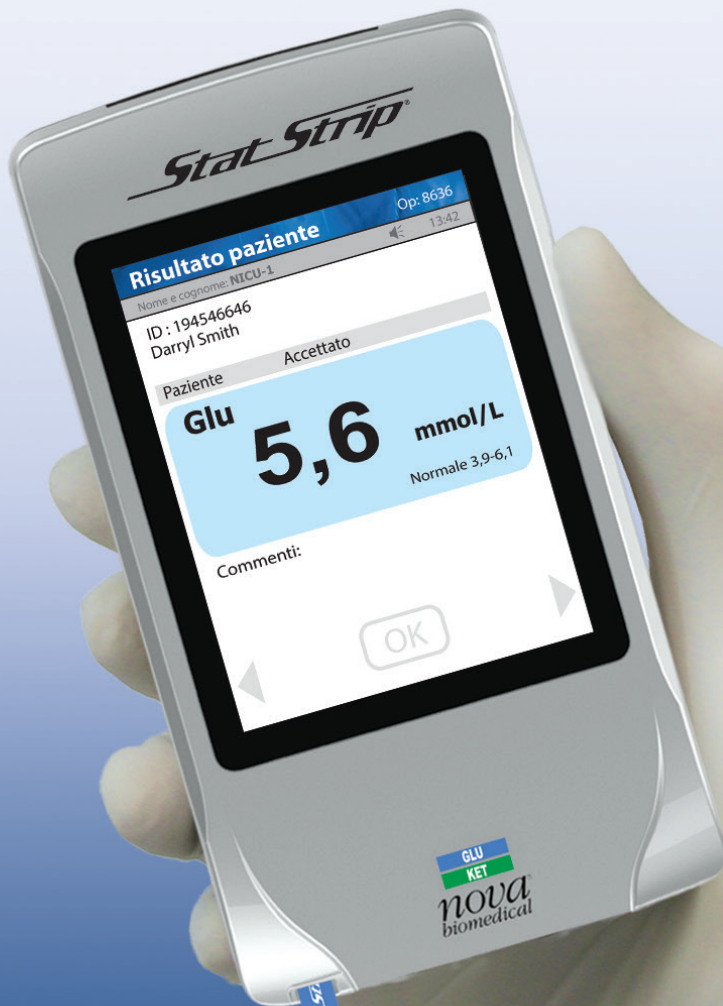 StatStrip®
Risultato paziente Op: 8636
Nome e cognome: NICU-1 13:42
ID : 194546646
Darryl Smith
Paziente Accettato
Glu 5,6 mmol/L
Normale 3,9-6,1
Commenti:
OK
GLU
KET
nova
biomedical